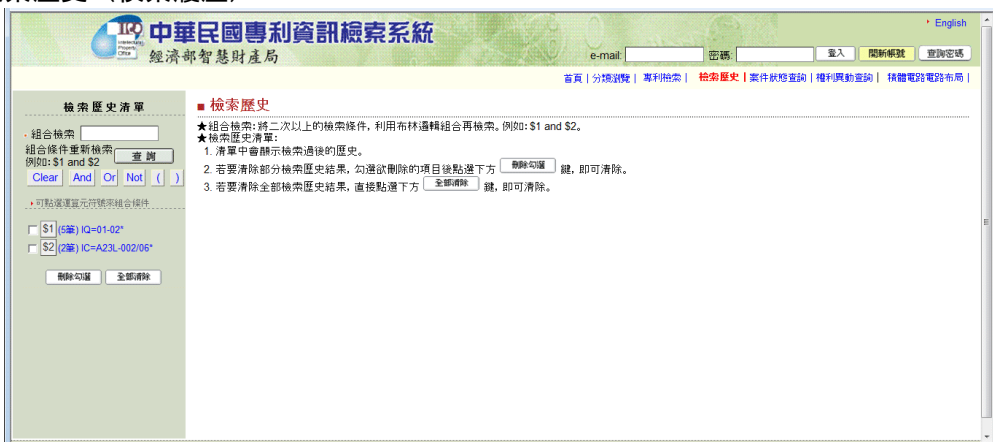 English
中華民國專利資訊檢索系統
經濟部智慧財產局
e-mail: 密碼: 登入 開新帳號 查詢密碼
首頁 | 分類瀏覽 | 專利檢索 | 檢索歷史 | 案件狀態查詢 | 權利異動查詢 | 積體電路電路布局 |
檢索歷史清單
組合檢索
組合條件重新檢索
例如: $1 and $2 查詢
Clear And Or Not ( )
可點選運算元符號來組合條件
$1 (5筆) IQ=01-02*
$2 (2筆) IC=A23L-002/06*
刪除勾選 全部清除
■ 檢索歷史
★組合檢索: 將二次以上的檢索條件, 利用布林邏輯組合再檢索。例如: $1 and $2。
★檢索歷史清單:
1. 清單中會顯示檢索過後的歷史。
2. 若要清除部分檢索歷史結果, 勾選欲刪除的項目後點選下方 刪除勾選 鍵, 即可清除。
3. 若要清除全部檢索歷史結果, 直接點選下方 全部清除 鍵, 即可清除。